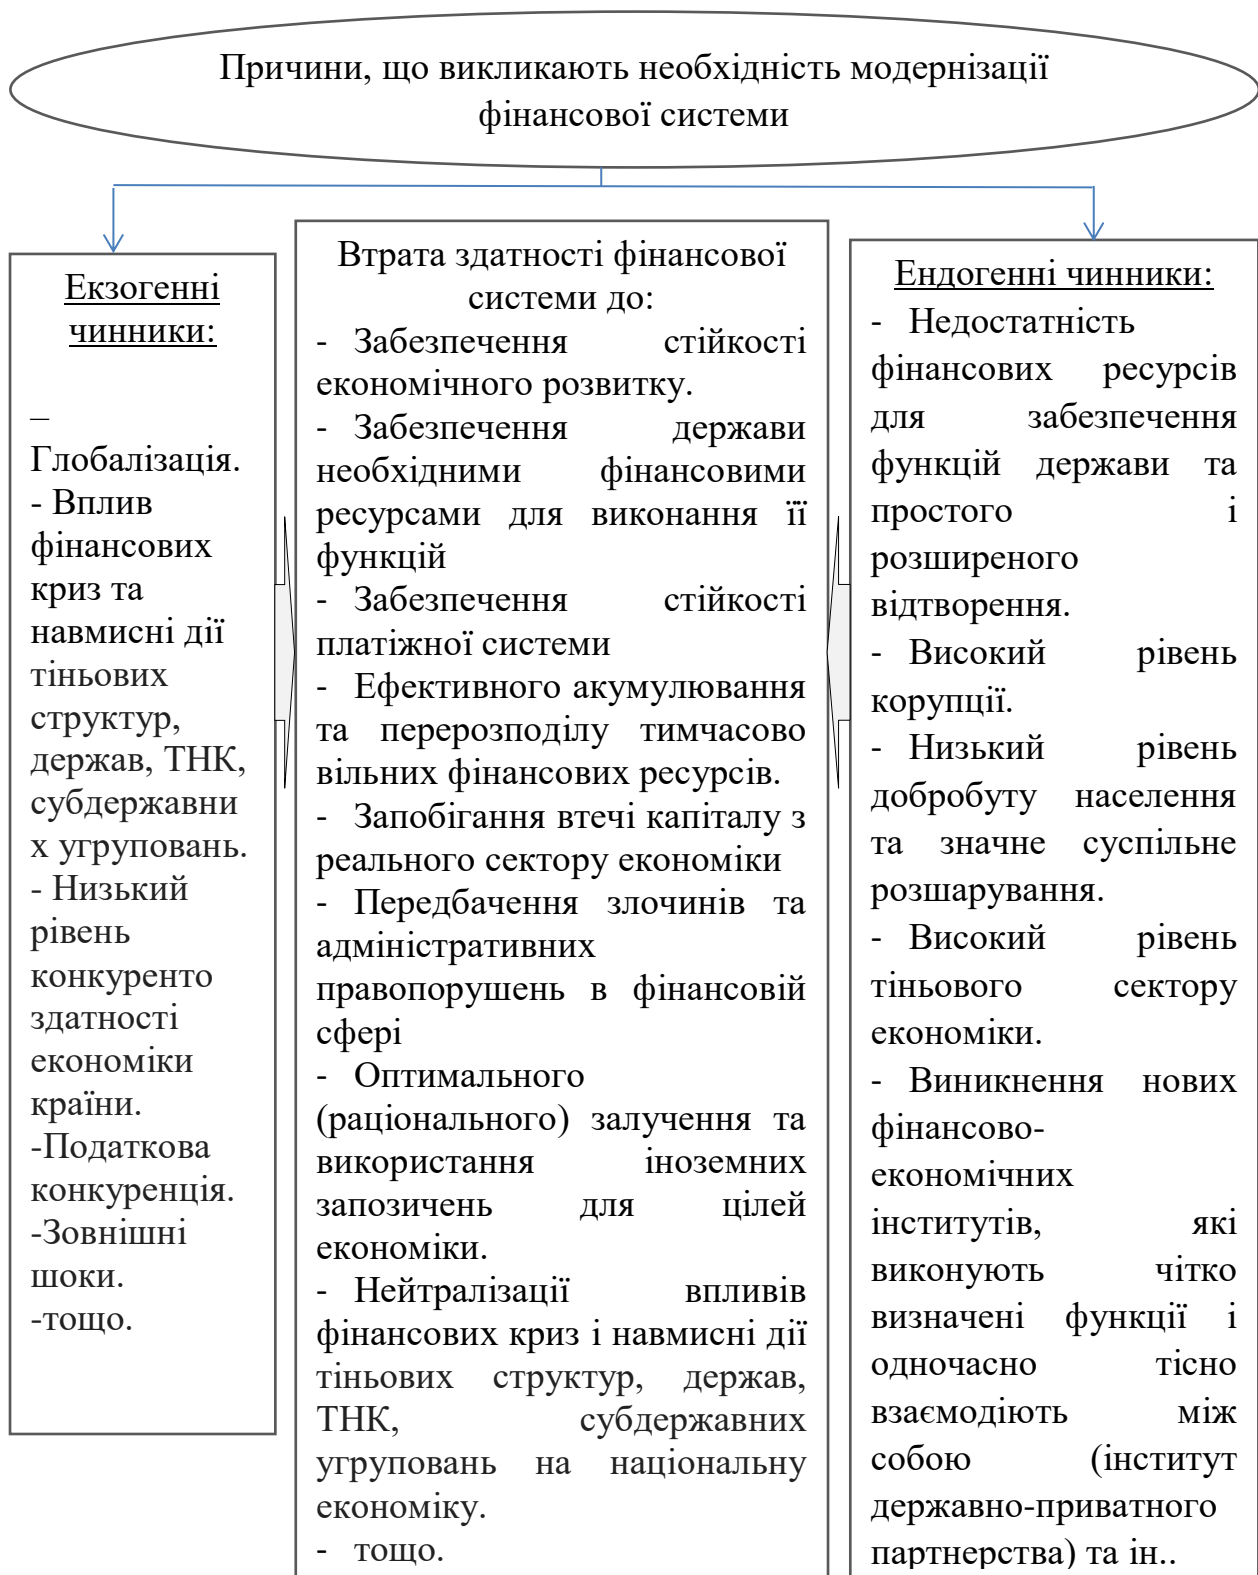 Причини, що викликають необхідність модернізації
фінансової системи
Екзогенні
чинники:
–
Глобалізація.
- Вплив
фінансових
криз та
навмисні дії
тіньових
структур,
держав, ТНК,
субдержавни
х угруповань.
- Низький
рівень
конкуренто
здатності
економіки
країни.
-Податкова
конкуренція.
-Зовнішні
шоки.
-тощо.
Втрата здатності фінансової
системи до:
- Забезпечення стійкості
економічного розвитку.
- Забезпечення держави
необхідними фінансовими
ресурсами для виконання її
функцій
- Забезпечення стійкості
платіжної системи
- Ефективного акумулювання
та перерозподілу тимчасово
вільних фінансових ресурсів.
- Запобігання втечі капіталу з
реального сектору економіки
- Передбачення злочинів та
адміністративних
правопорушень в фінансовій
сфері
- Оптимального
(раціонального) залучення та
використання іноземних
запозичень для цілей
економіки.
- Нейтралізації впливів
фінансових криз і навмисні дії
тіньових структур, держав,
ТНК, субдержавних
угруповань на національну
економіку.
- тощо.
Ендогенні чинники:
- Недостатність
фінансових ресурсів
для забезпечення
функцій держави та
простого і
розширеного
відтворення.
- Високий рівень
корупції.
- Низький рівень
добробуту населення
та значне суспільне
розшарування.
- Високий рівень
тіньового сектору
економіки.
- Виникнення нових
фінансово-
економічних
інститутів, які
виконують чітко
визначені функції і
одночасно тісно
взаємодіють між
собою (інститут
державно-приватного
партнерства) та ін..